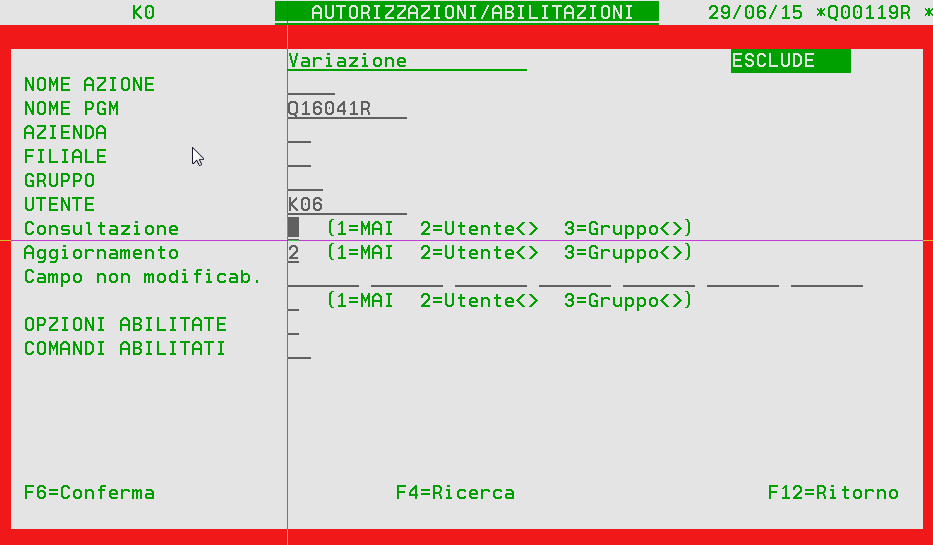 K0 AUTORIZZAZIONI/ABILITAZIONI 29/06/15 *Q00119R *
Variazione ESCLUDE
NOME AZIONE
NOME PGM Q16041R
AZIENDA
FILIALE
GRUPPO
UTENTE K06
Consultazione (1=MAI 2=Utente<> 3=Gruppo<>)
Aggiornamento 2 (1=MAI 2=Utente<> 3=Gruppo<>)
Campo non modificab.
(1=MAI 2=Utente<> 3=Gruppo<>)
OPZIONI ABILITATE
COMANDI ABILITATI
F6=Conferma F4=Ricerca F12=Ritorno